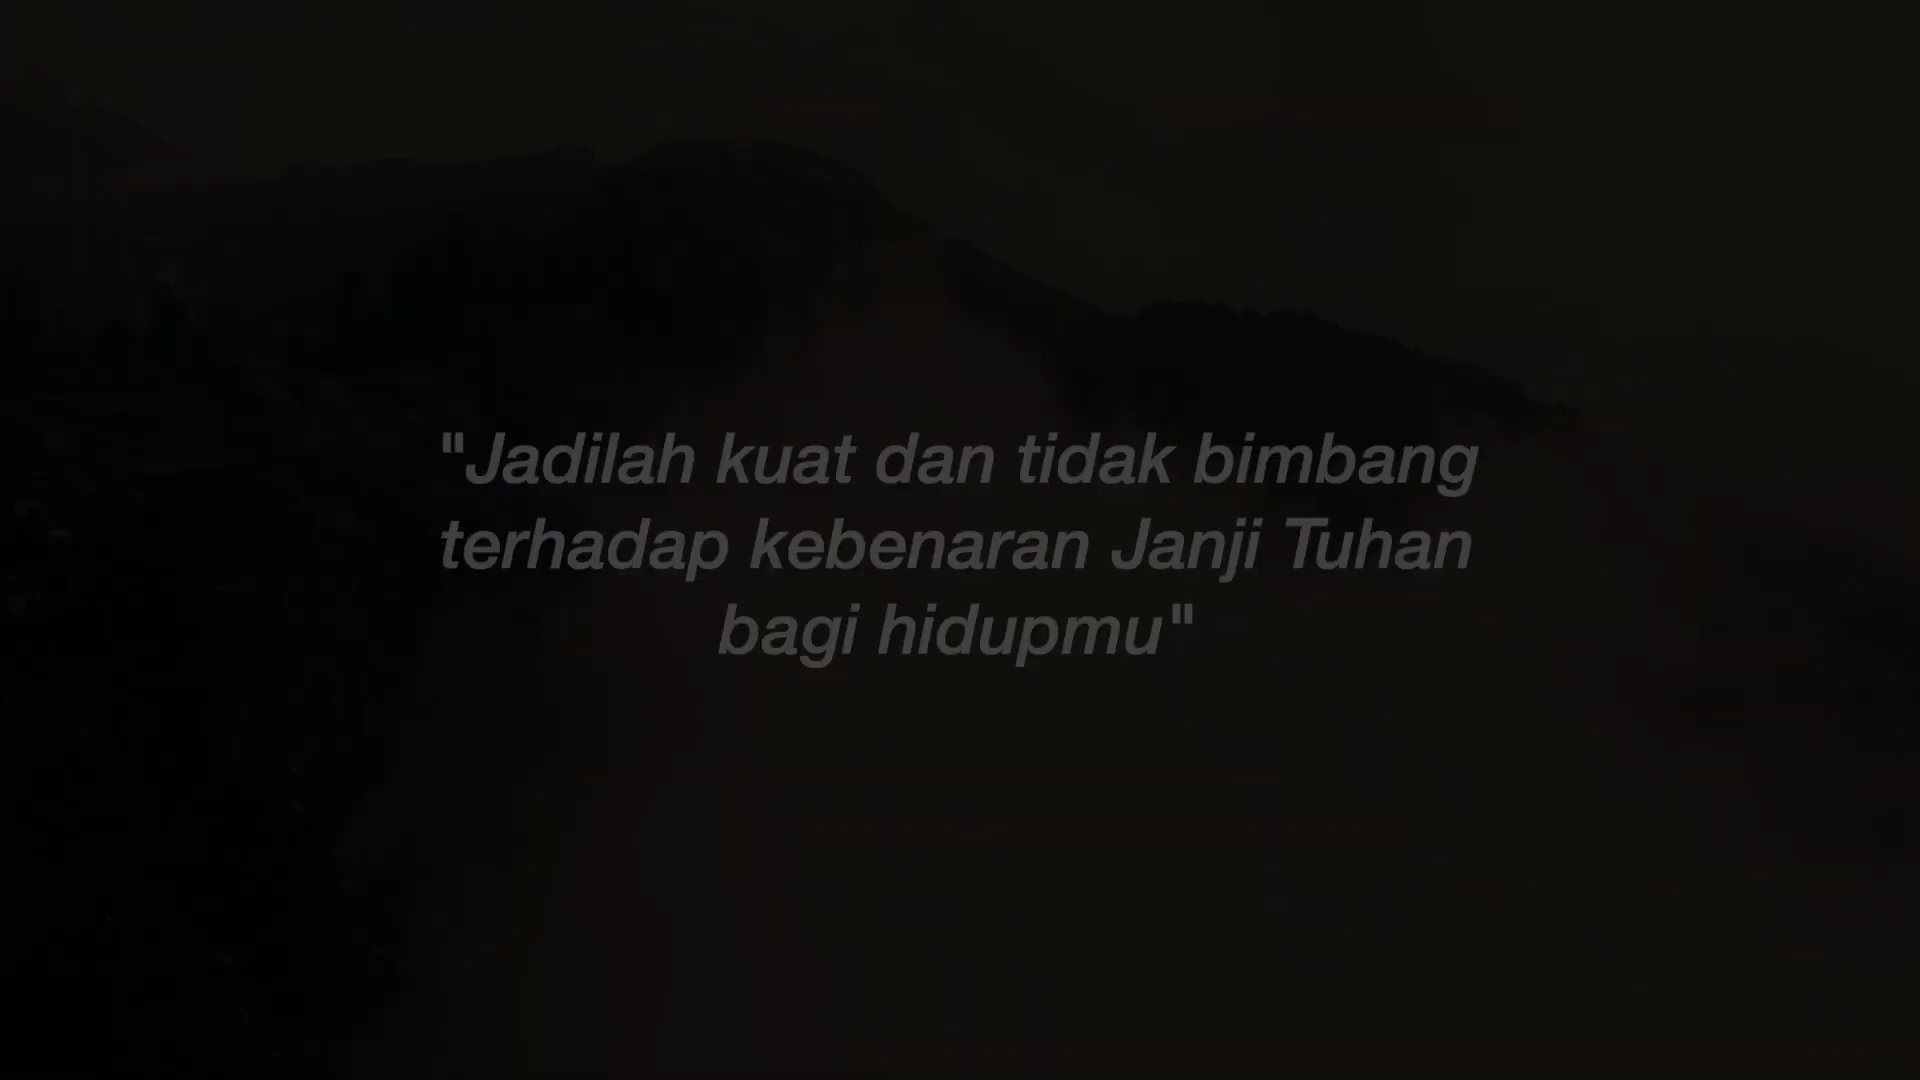 "Jadilah kuat dan tidak bimbang
terhadap kebenaran Janji Tuhan
bagi hidupmu"